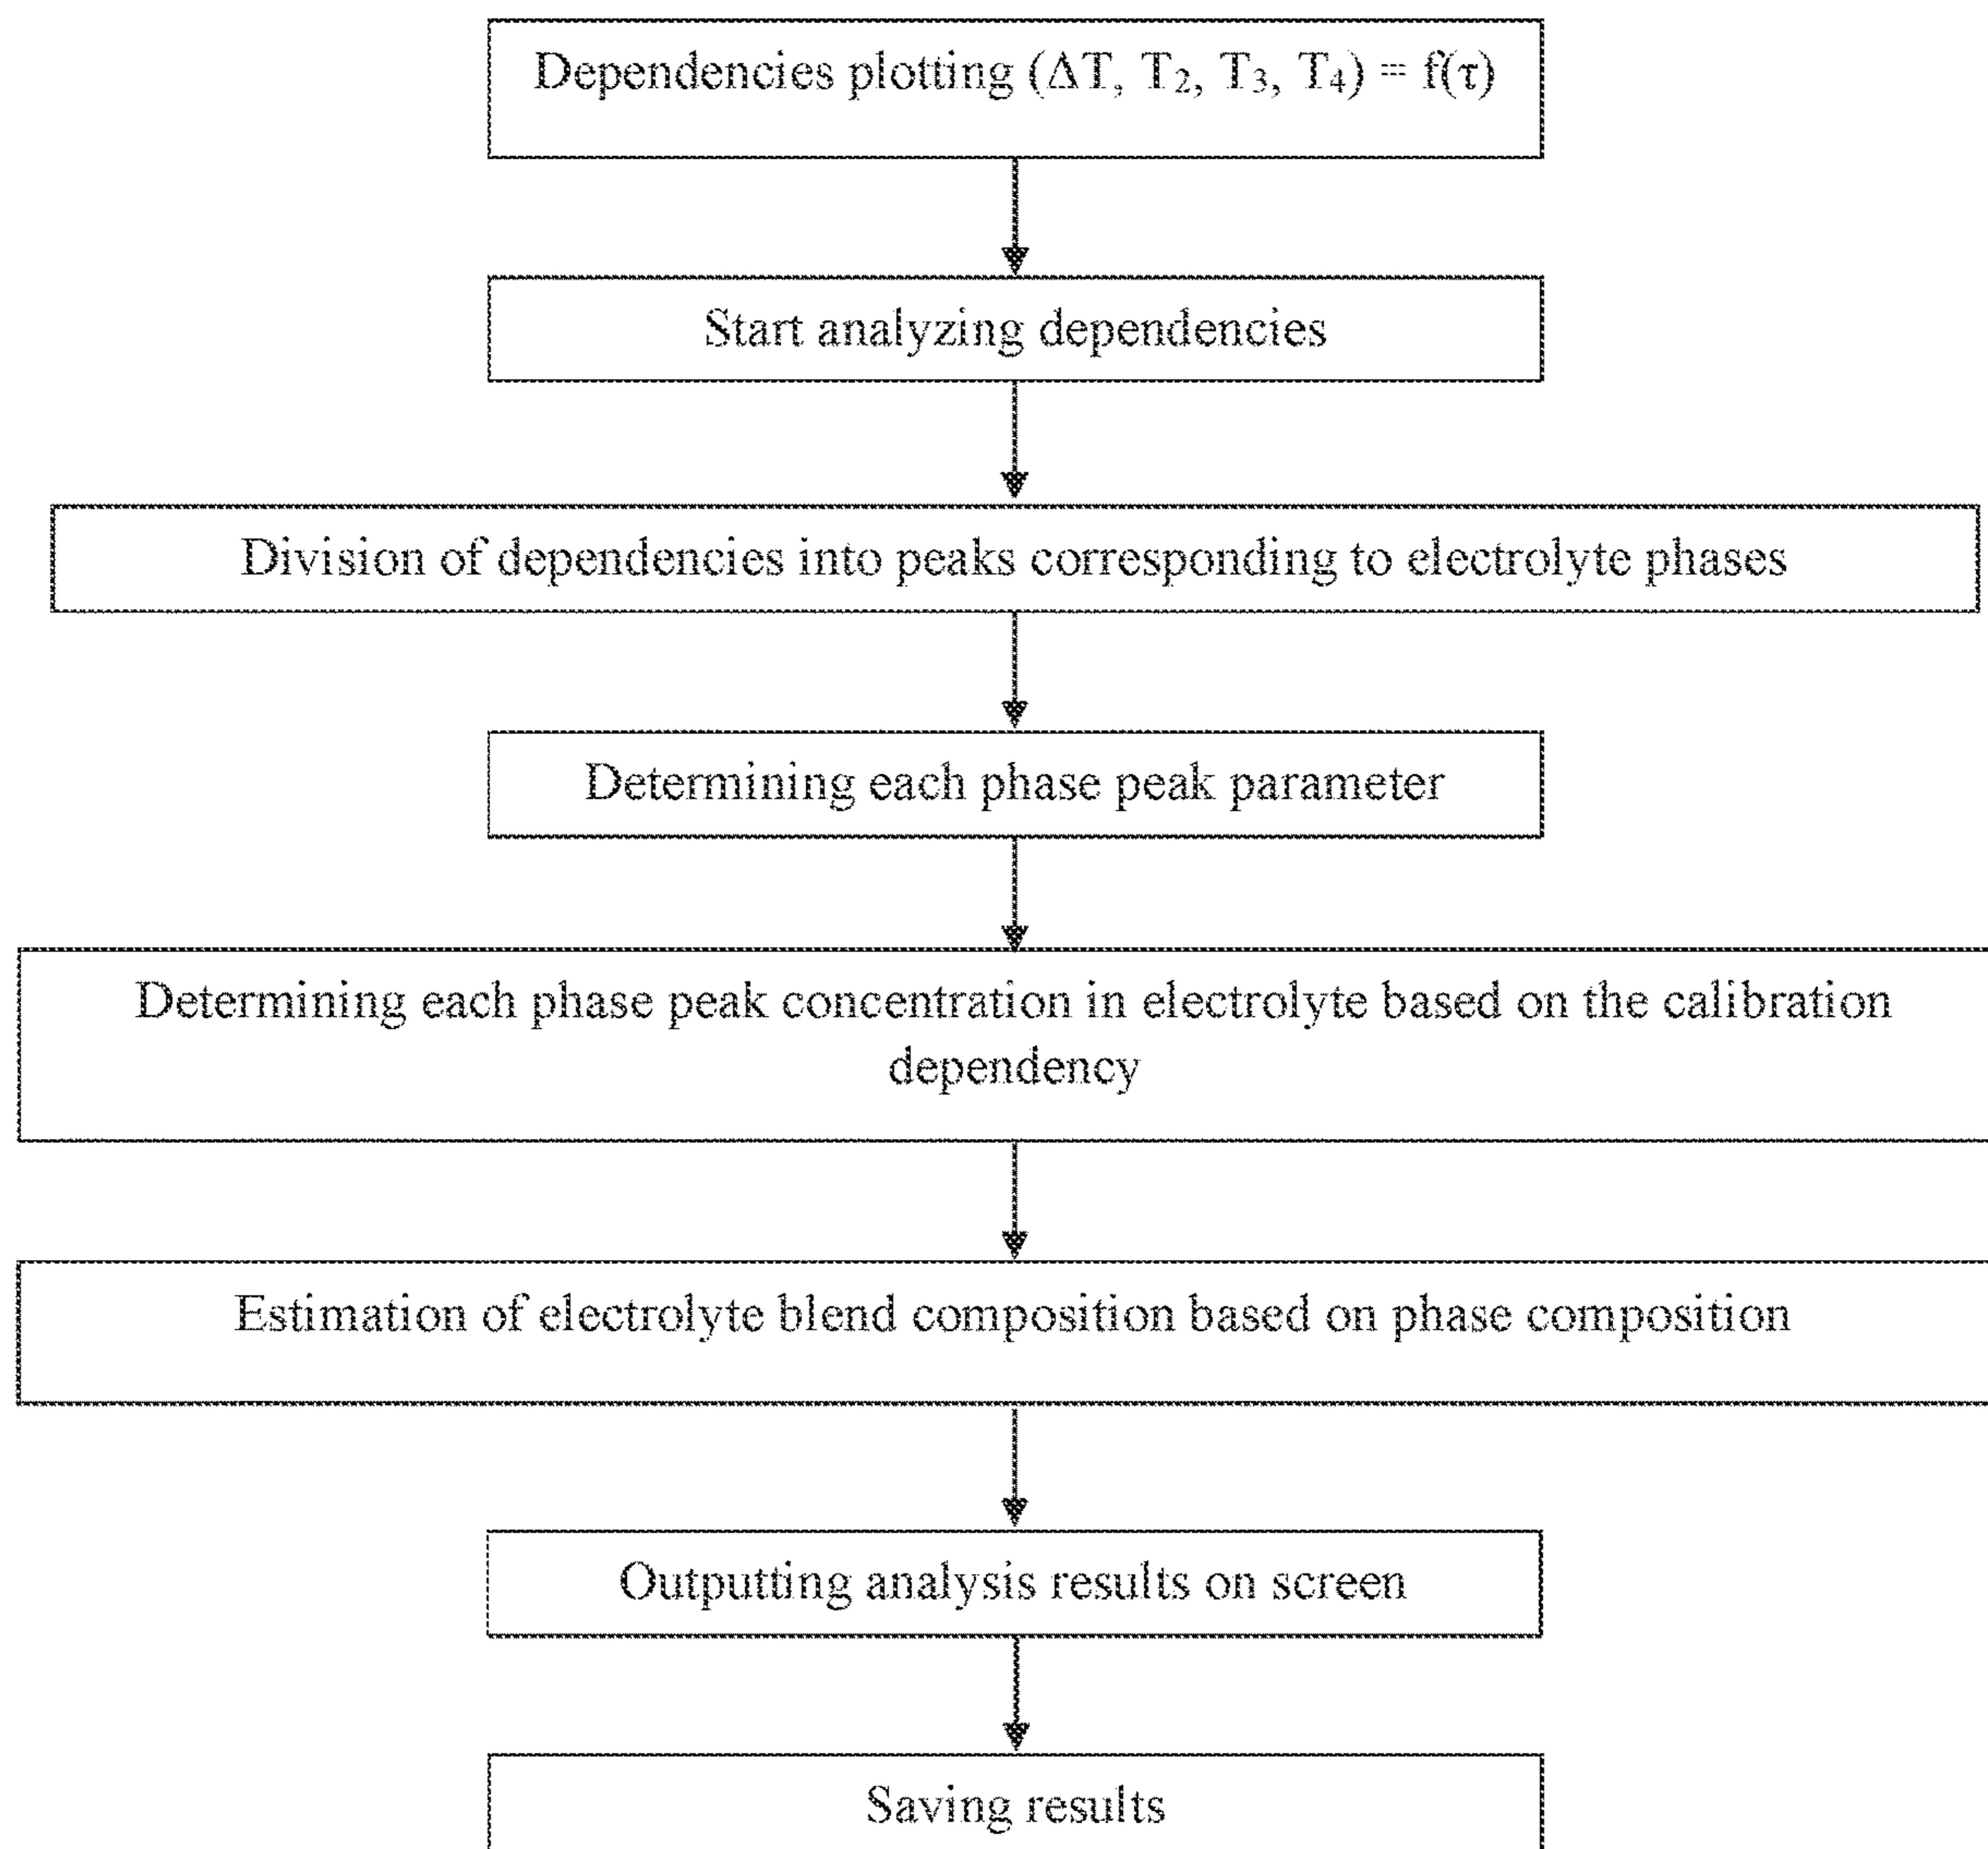 Dependencies plotting (ΔT, T₂, T₃, T₄) = f(τ)
Start analyzing dependencies
Division of dependencies into peaks corresponding to electrolyte phases
Determining each phase peak parameter
Determining each phase peak concentration in electrolyte based on the calibration
dependency
Estimation of electrolyte blend composition based on phase composition
Outputting analysis results on screen
Saving results